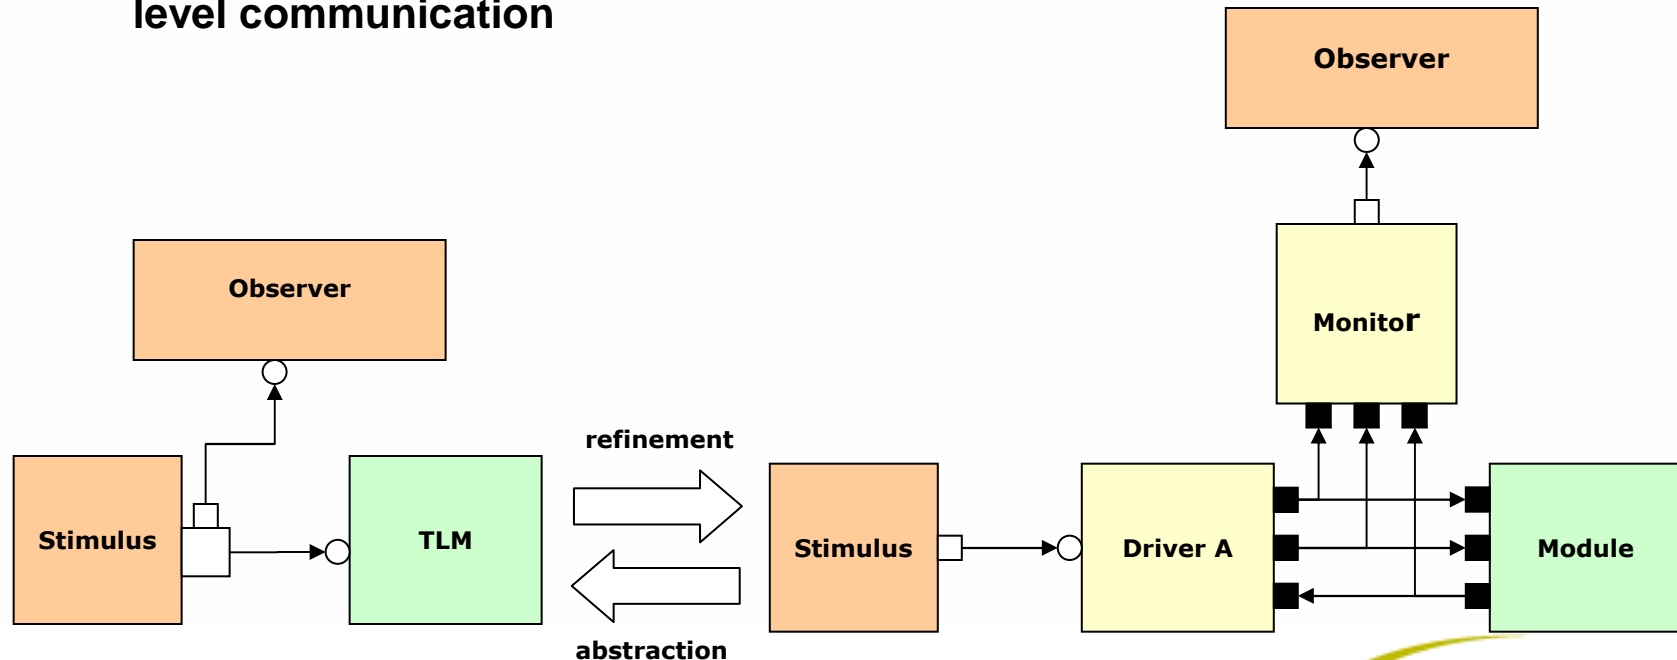 level communication
Observer
Observer
Monitor
refinement
Stimulus
TLM
Stimulus
Driver A
Module
abstraction